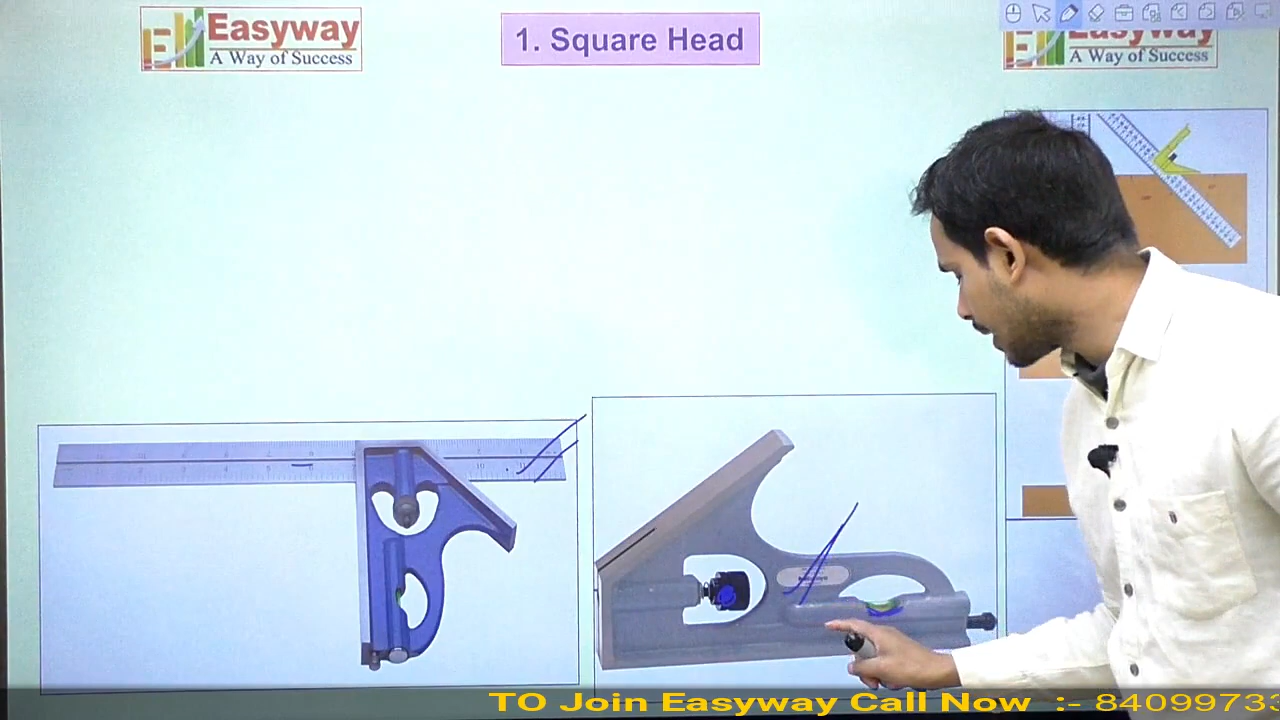 Easyway
A Way of Success
1. Square Head
Easyway
A Way of Success
TO Join Easyway Call Now :- 84099733